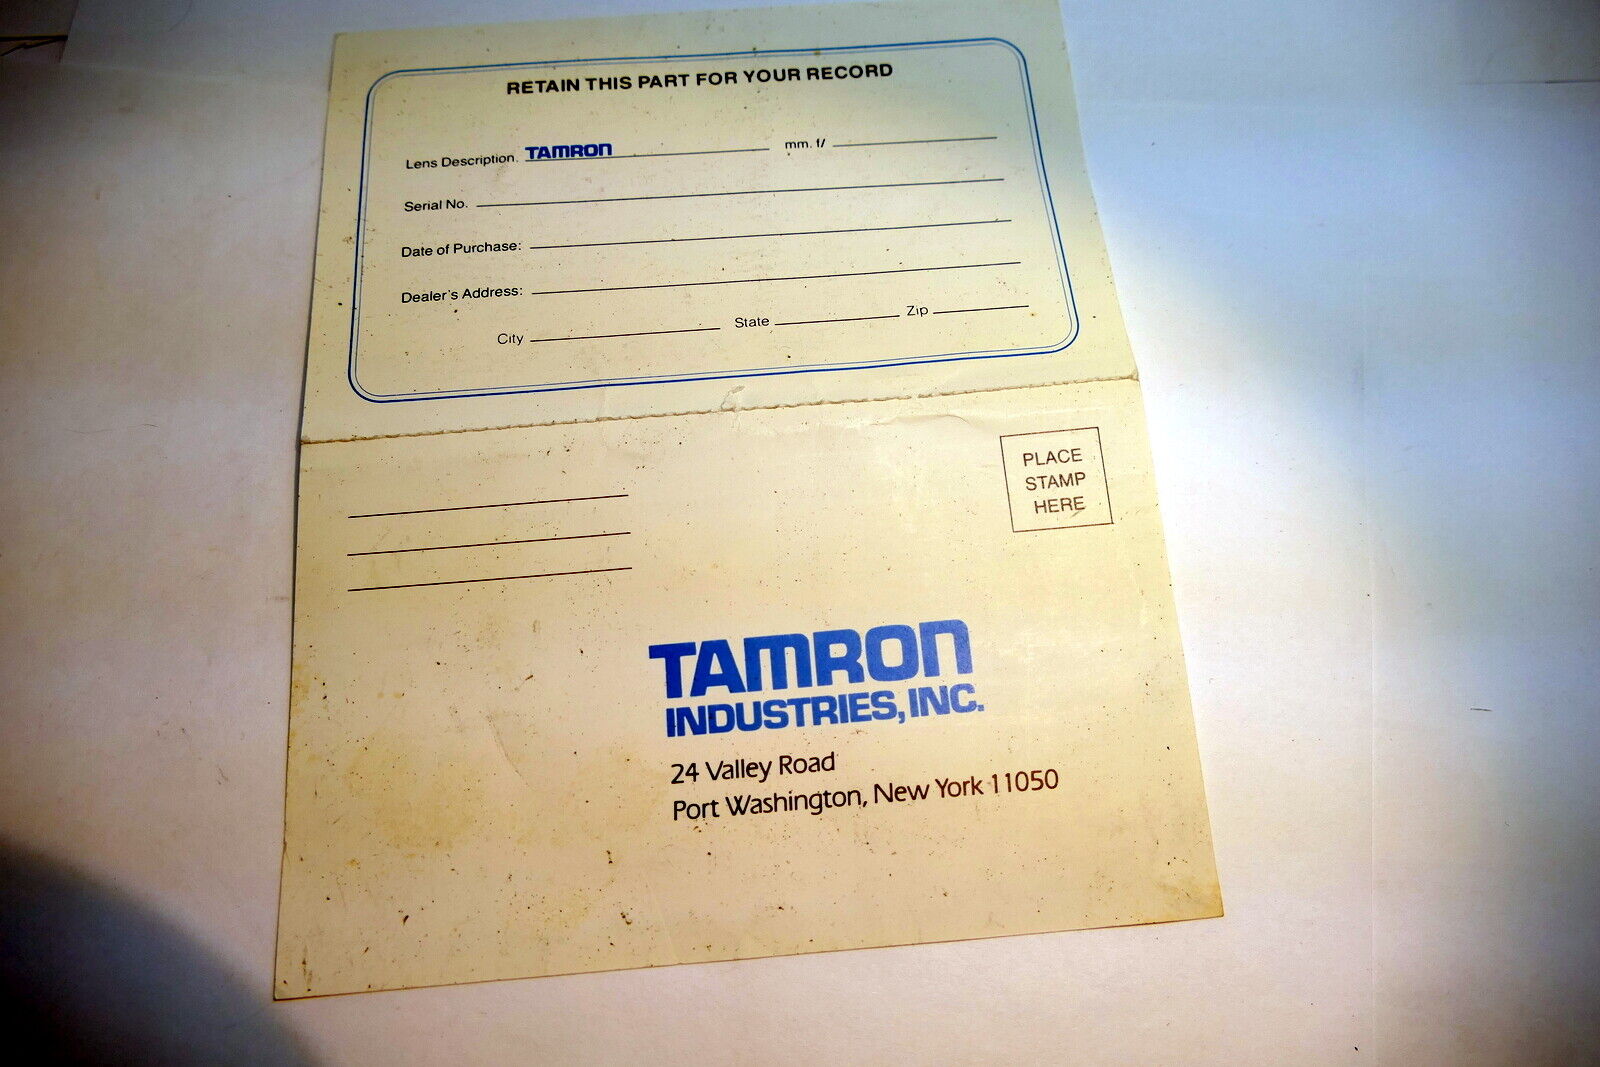 RETAIN THIS PART FOR YOUR RECORD
Lens Description. TAMRON mm. f/
Serial No.
Date of Purchase:
Dealer's Address:
City State Zip
PLACE
STAMP
HERE
TAMRON
INDUSTRIES, INC.
24 Valley Road
Port Washington, New York 11050